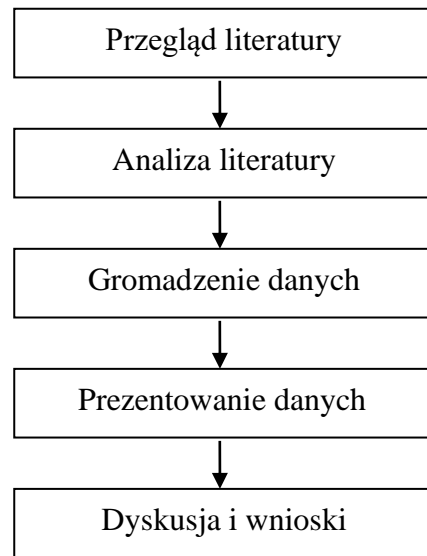 Przegląd literatury
Analiza literatury
Gromadzenie danych
Prezentowanie danych
Dyskusja i wnioski